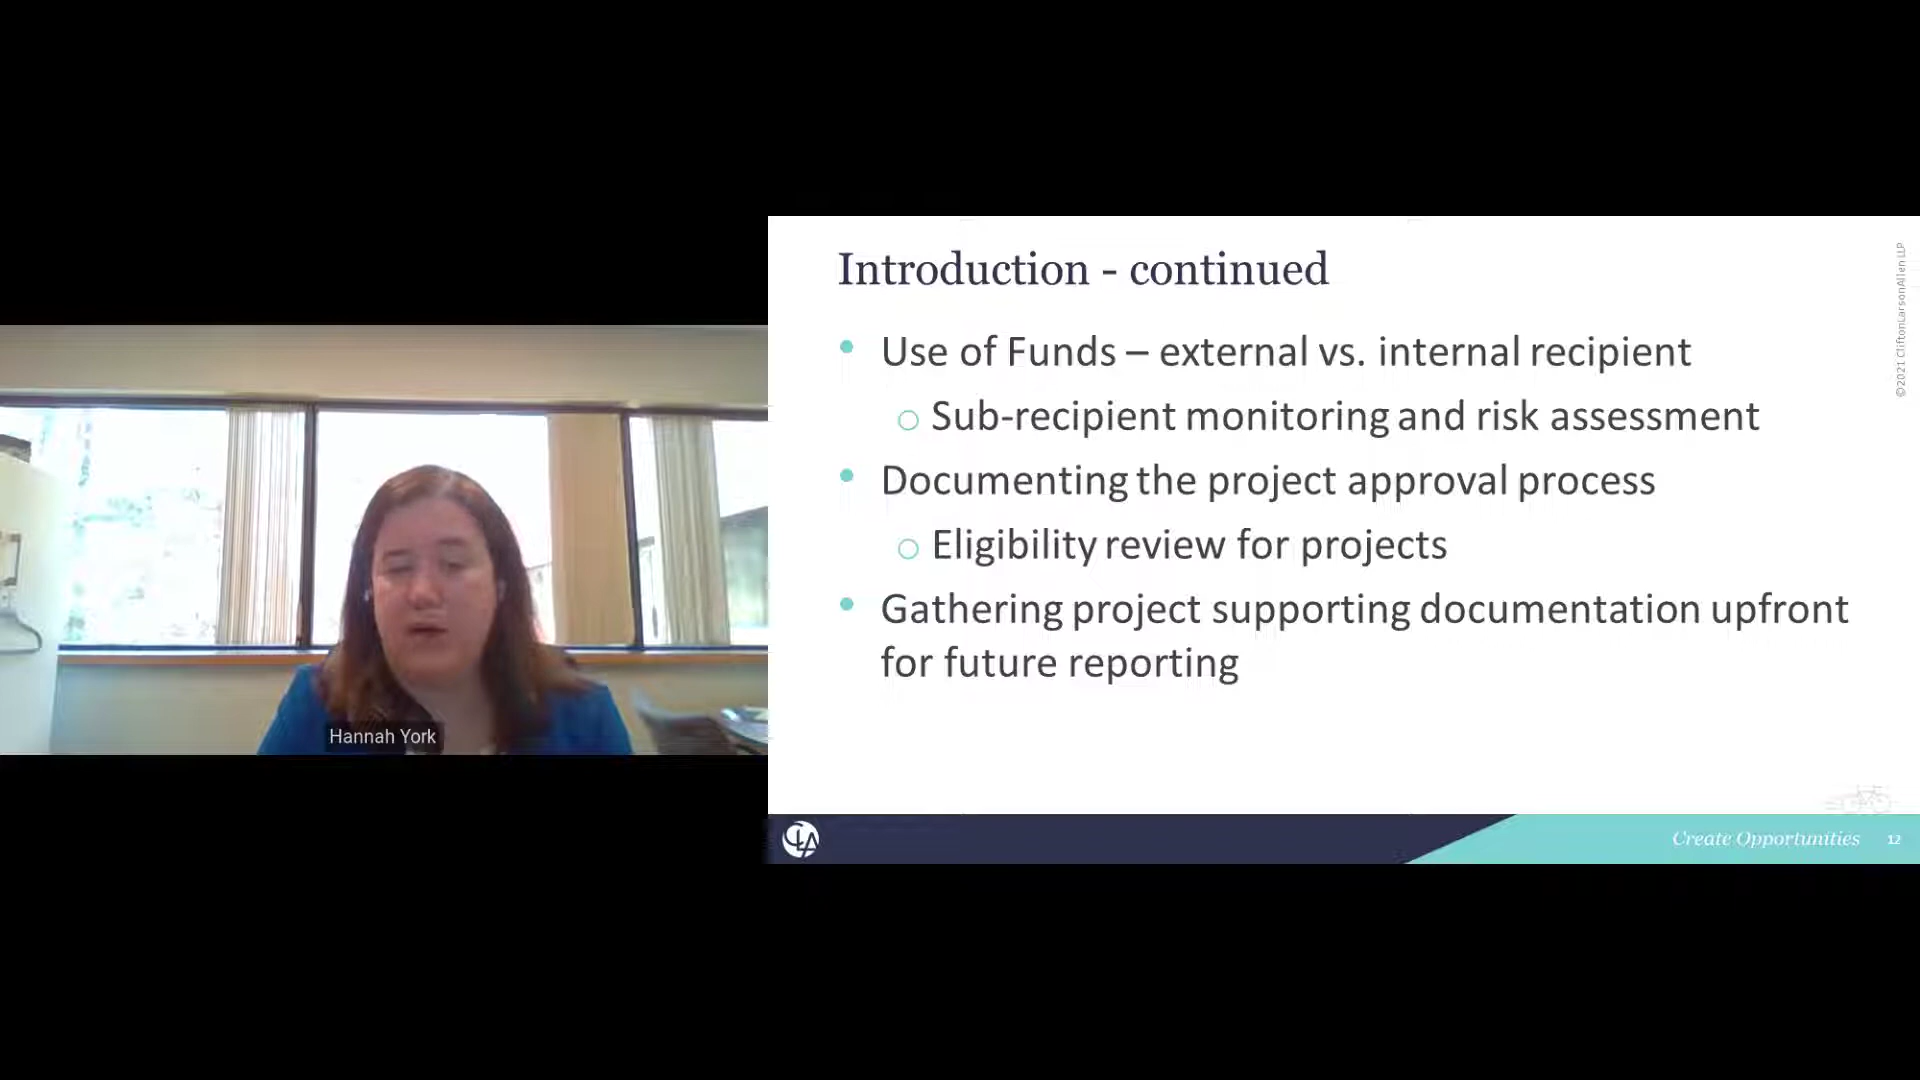 Introduction - continued
Use of Funds – external vs. internal recipient
Sub-recipient monitoring and risk assessment
Documenting the project approval process
Eligibility review for projects
Gathering project supporting documentation upfront
for future reporting
©2021 CliftonLarsonAllen LLP
Hannah York
CLA
Create Opportunities 12